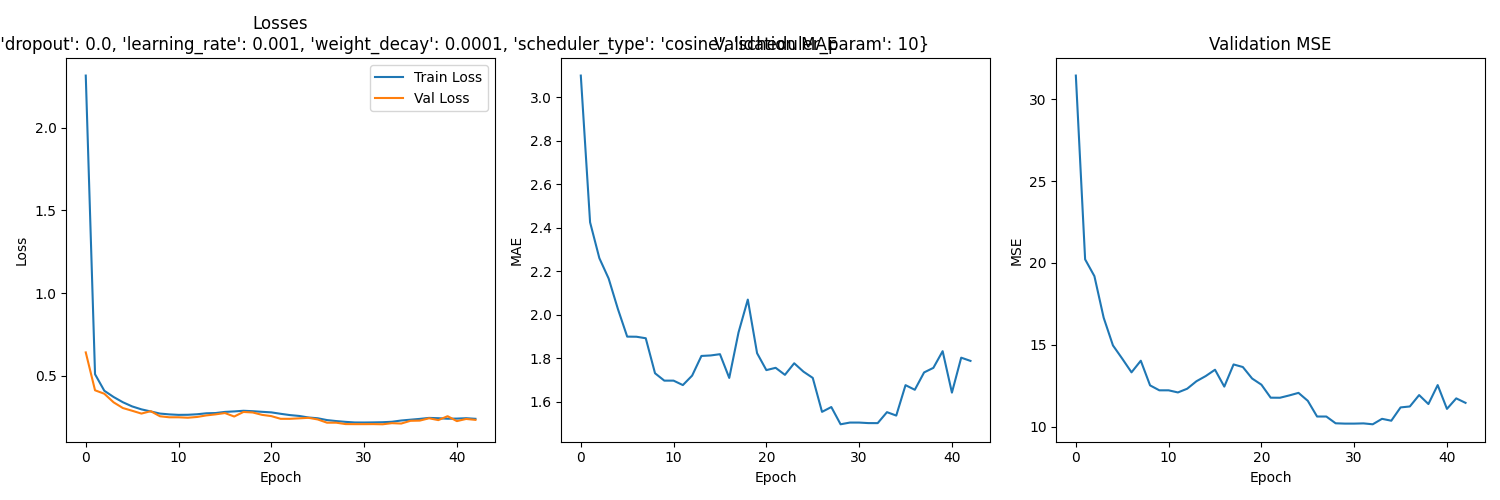 Losses
'dropout': 0.0, 'learning_rate': 0.001, 'weight_decay': 0.0001, 'scheduler_type': 'cosine', 'scheduler_param': 10}
Validation MAE
Validation MSE
Train Loss
Val Loss
Loss
2.0
1.5
1.0
0.5
0 10 20 30 40
Epoch
MAE
3.0
2.8
2.6
2.4
2.2
2.0
1.8
1.6
0 10 20 30 40
Epoch
MSE
30
25
20
15
10
0 10 20 30 40
Epoch